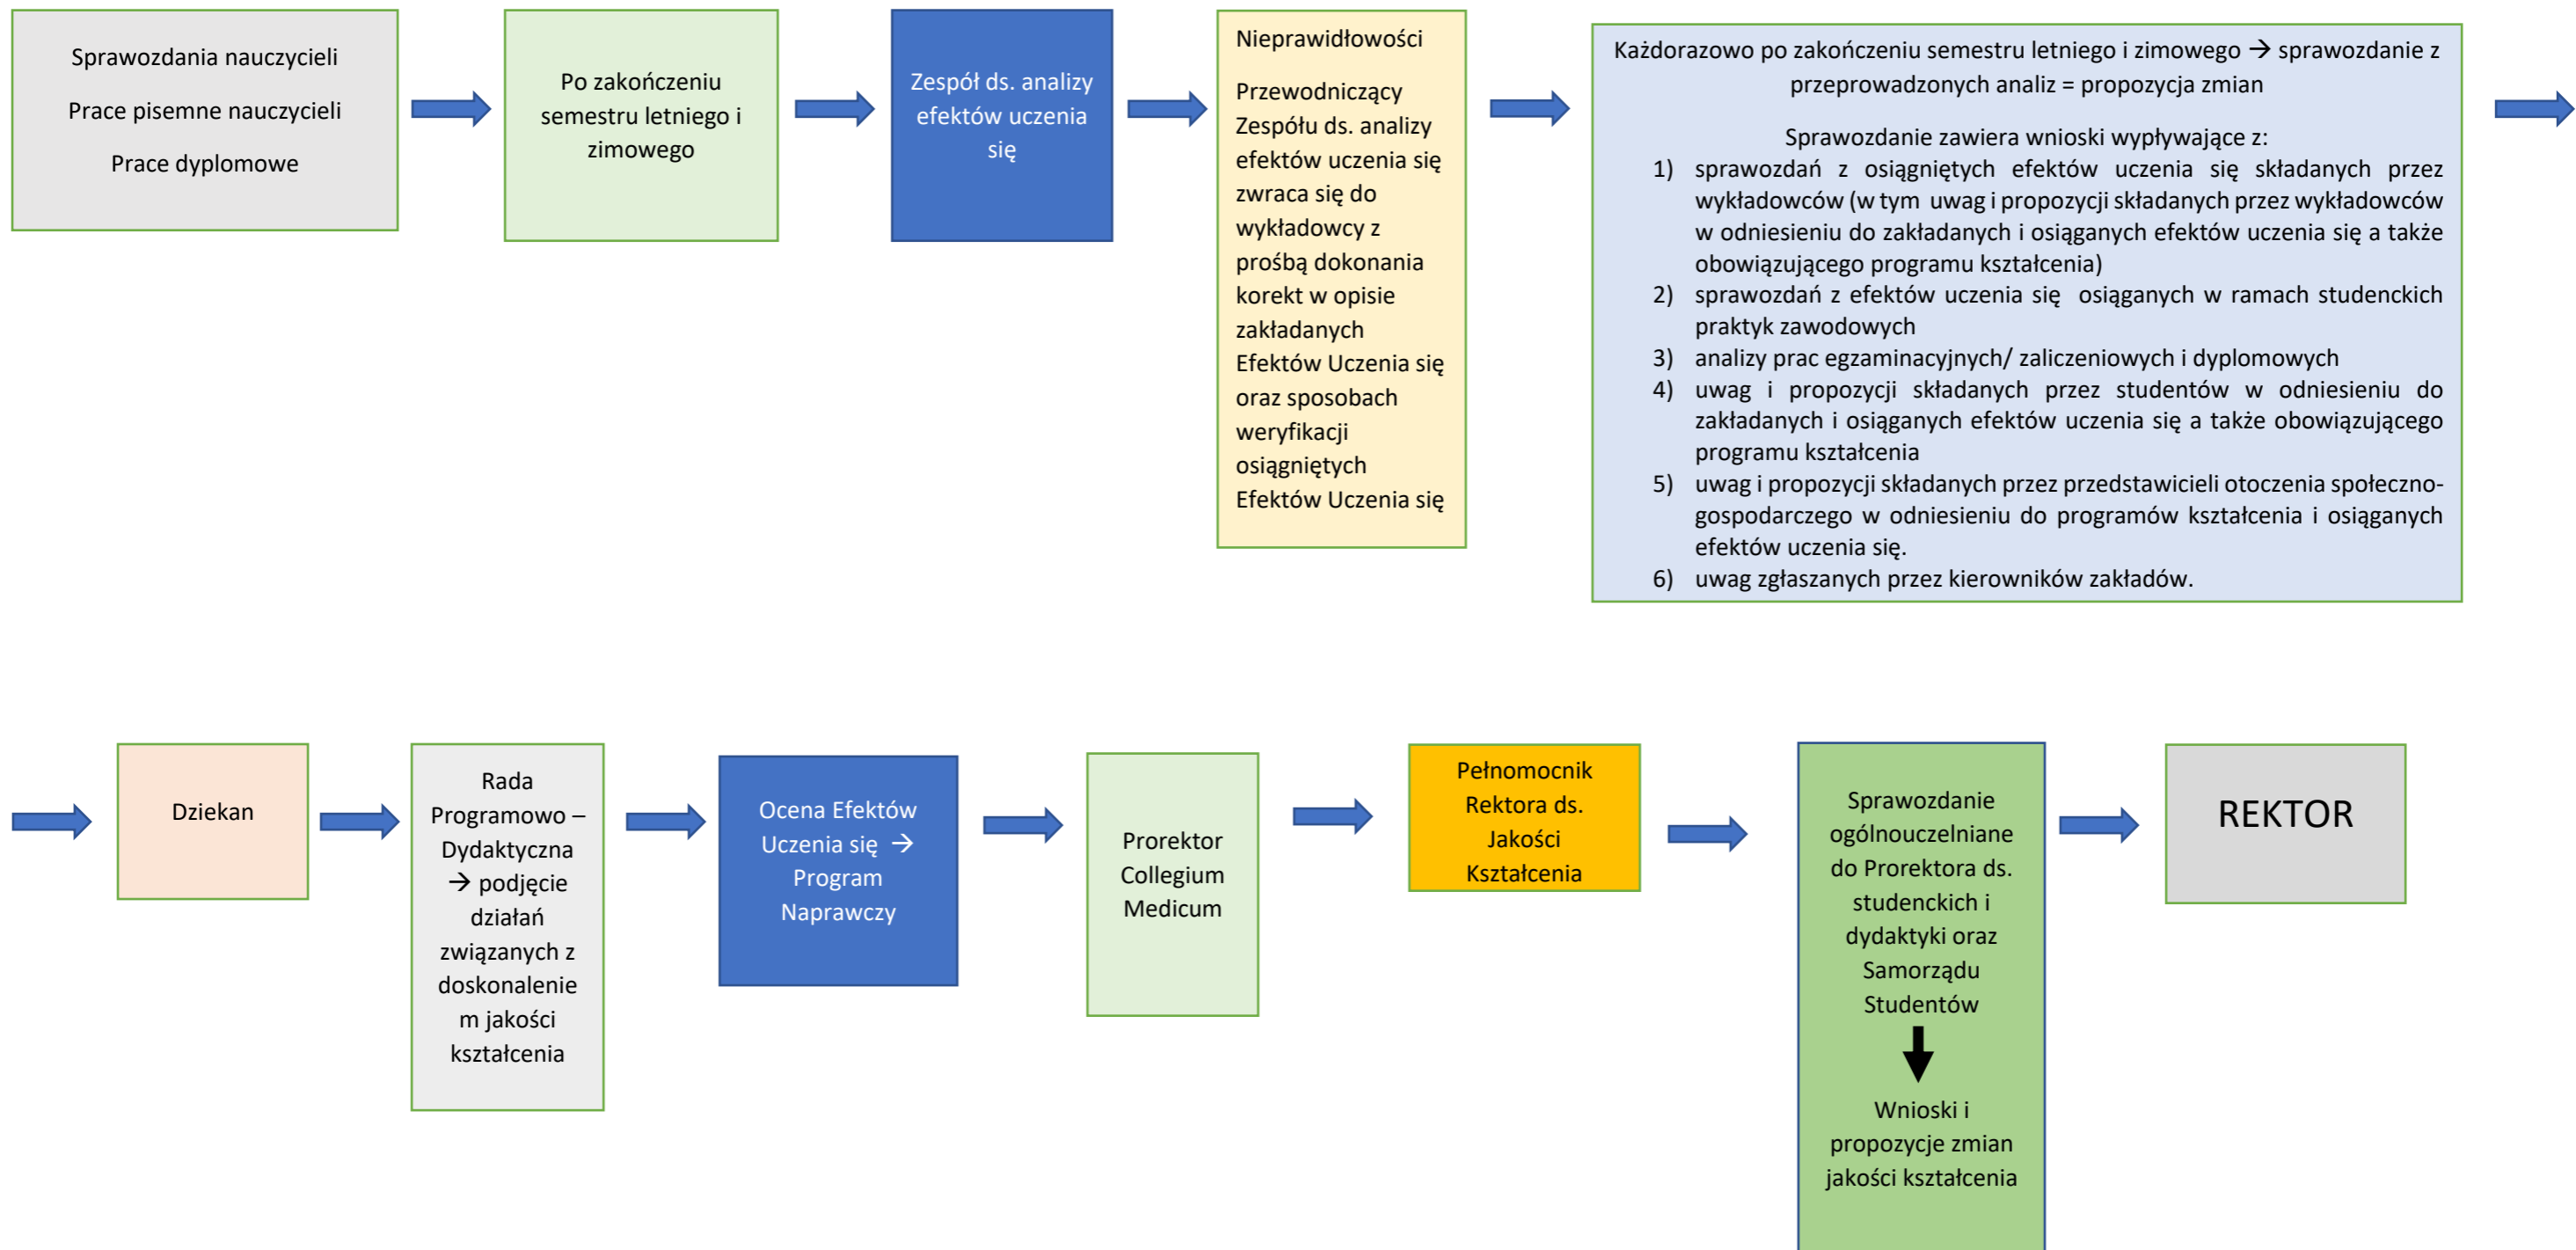 Sprawozdania nauczycieli
Prace pisemne nauczycieli
Prace dyplomowe
Po zakończeniu
semestru letniego i
zimowego
Zespół ds. analizy
efektów uczenia
się
Nieprawidłowości
Przewodniczący
Zespółu ds. analizy
efektów uczenia się
zwraca się do
wykładowcy z
prośbą dokonania
korekt w opisie
zakładanych
Efektów Uczenia się
oraz sposobach
weryfikacji
osiągniętych
Efektów Uczenia się
Każdorazowo po zakończeniu semestru letniego i zimowego → sprawozdanie z
przeprowadzonych analiz = propozycja zmian
Sprawozdanie zawiera wnioski wypływające z:
1) sprawozdań z osiągniętych efektów uczenia się składanych przez
wykładowców (w tym uwag i propozycji składanych przez wykładowców
w odniesieniu do zakładanych i osiąganych efektów uczenia się a także
obowiązującego programu kształcenia)
2) sprawozdań z efektów uczenia się osiąganych w ramach studenckich
praktyk zawodowych
3) analizy prac egzaminacyjnych/ zaliczeniowych i dyplomowych
4) uwag i propozycji składanych przez studentów w odniesieniu do
zakładanych i osiąganych efektów uczenia się a także obowiązującego
programu kształcenia
5) uwag i propozycji składanych przez przedstawicieli otoczenia społeczno-
gospodarczego w odniesieniu do programów kształcenia i osiąganych
efektów uczenia się.
6) uwag zgłaszanych przez kierowników zakładów.
Dziekan
Rada
Programowo –
Dydaktyczna
→ podjęcie
działań
związanych z
doskonalenie
m jakości
kształcenia
Ocena Efektów
Uczenia się →
Program
Naprawczy
Prorektor
Collegium
Medicum
Pełnomocnik
Rektora ds.
Jakości
Kształcenia
Sprawozdanie
ogólnouczelniane
do Prorektora ds.
studenckich i
dydaktyki oraz
Samorządu
Studentów
Wnioski i
propozycje zmian
jakości kształcenia
REKTOR